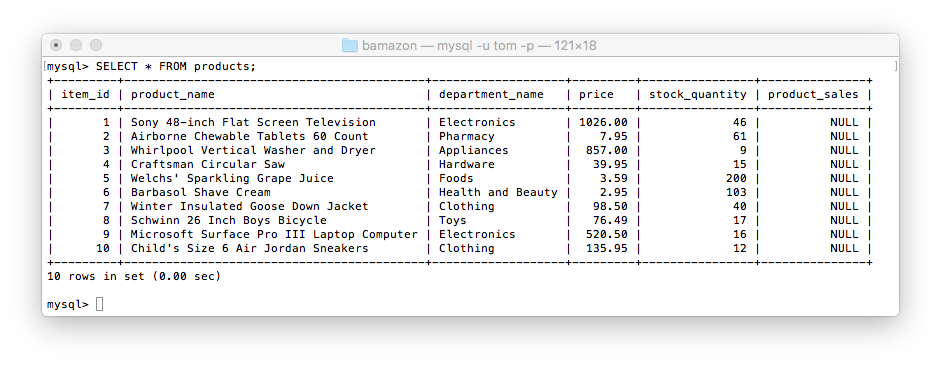 bamazon — mysql -u tom -p — 121×18
mysql> SELECT * FROM products;
+---------+-------------------------------------------+-------------------+---------+----------------+---------------+
| item_id | product_name                              | department_name   | price   | stock_quantity | product_sales |
+---------+-------------------------------------------+-------------------+---------+----------------+---------------+
|       1 | Sony 48-inch Flat Screen Television       | Electronics       | 1026.00 |             46 |          NULL |
|       2 | Airborne Chewable Tablets 60 Count        | Pharmacy          |    7.95 |             61 |          NULL |
|       3 | Whirlpool Vertical Washer and Dryer       | Appliances        |  857.00 |              9 |          NULL |
|       4 | Craftsman Circular Saw                    | Hardware          |   39.95 |             15 |          NULL |
|       5 | Welchs' Sparkling Grape Juice             | Foods             |    3.59 |            200 |          NULL |
|       6 | Barbasol Shave Cream                      | Health and Beauty |    2.95 |            103 |          NULL |
|       7 | Winter Insulated Goose Down Jacket        | Clothing          |   98.50 |             40 |          NULL |
|       8 | Schwinn 26 Inch Boys Bicycle              | Toys              |   76.49 |             17 |          NULL |
|       9 | Microsoft Surface Pro III Laptop Computer | Electronics       |  520.50 |             16 |          NULL |
|      10 | Child's Size 6 Air Jordan Sneakers        | Clothing          |  135.95 |             12 |          NULL |
+---------+-------------------------------------------+-------------------+---------+----------------+---------------+
10 rows in set (0.00 sec)
mysql>